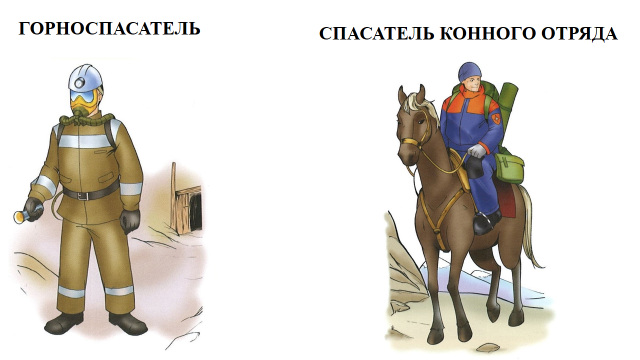 ГОРНОСПАСАТЕЛЬ
СПАСАТЕЛЬ КОННОГО ОТРЯДА